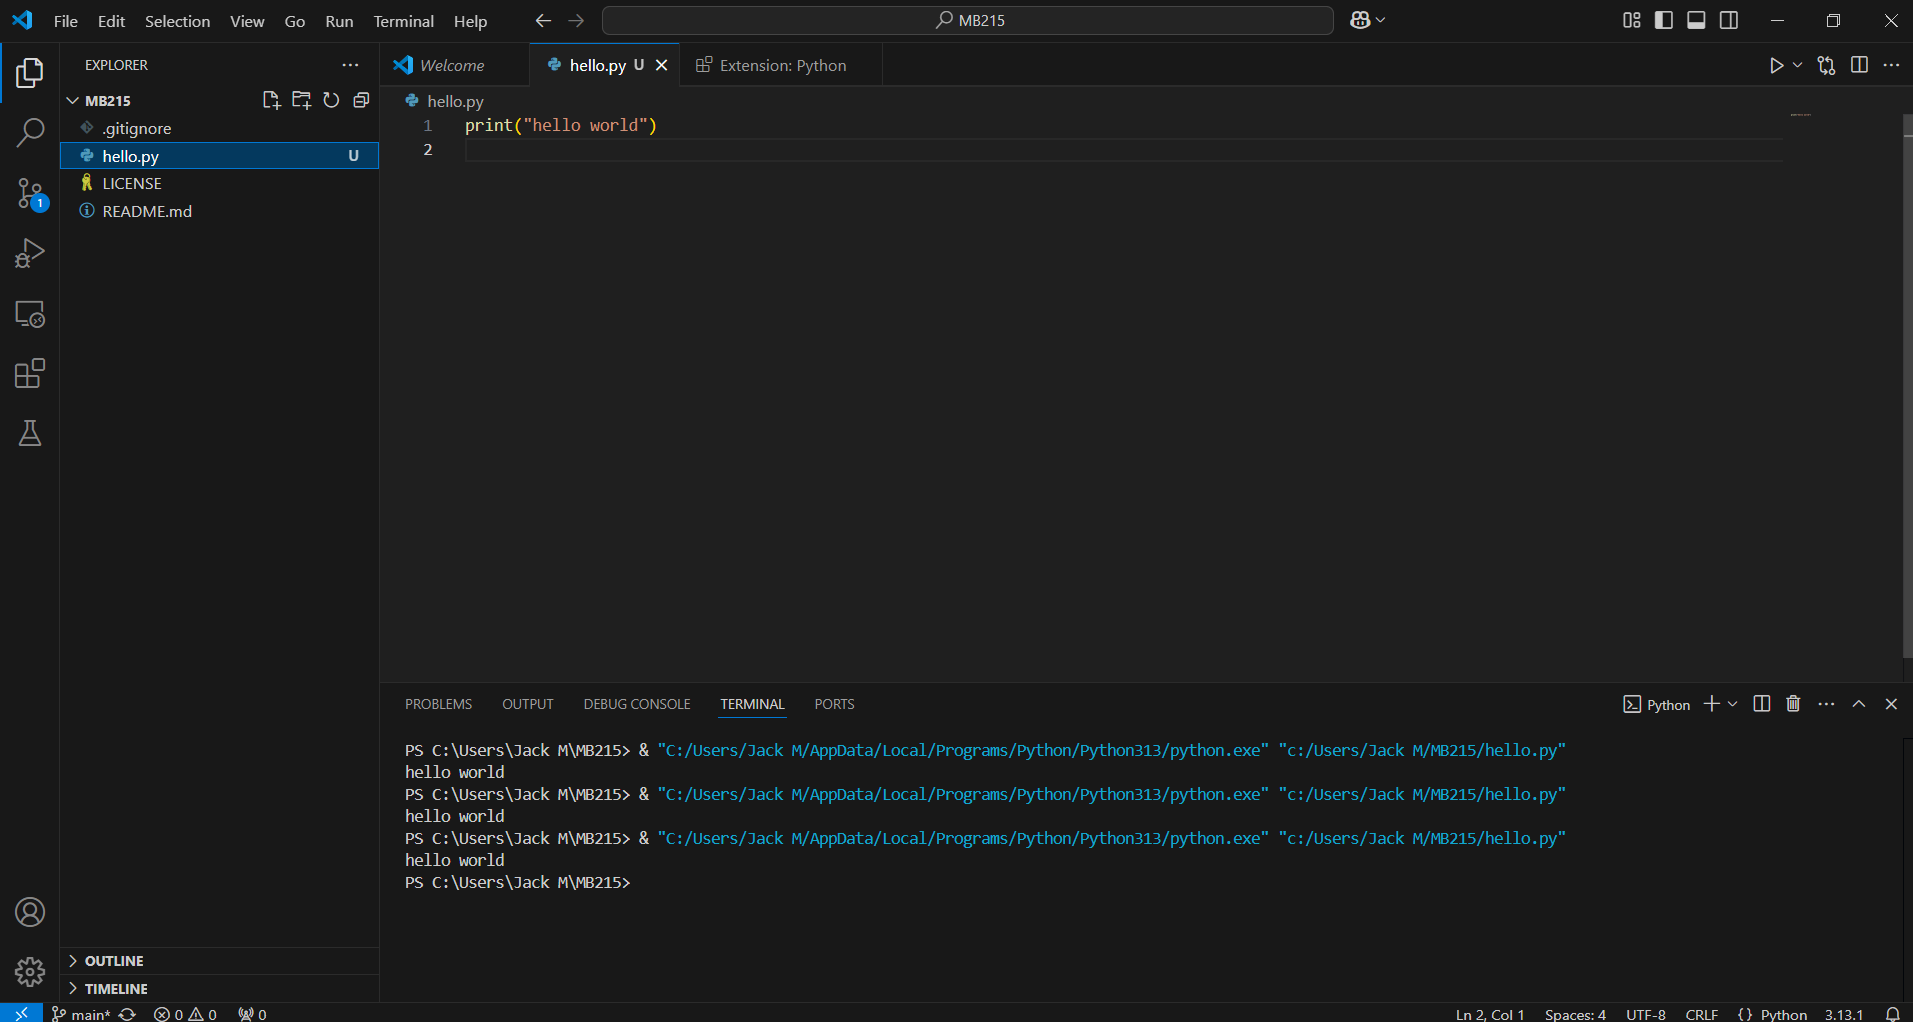 File Edit Selection View Go Run Terminal Help
MB215
EXPLORER
MB215
.gitignore
hello.py U
LICENSE
README.md
OUTLINE
TIMELINE
Welcome hello.py U Extension: Python
hello.py
1 print("hello world")
2
PROBLEMS OUTPUT DEBUG CONSOLE TERMINAL PORTS
Python
PS C:\Users\Jack M\MB215> & "C:/Users/Jack M/AppData/Local/Programs/Python/Python313/python.exe" "c:/Users/Jack M/MB215/hello.py"
hello world
PS C:\Users\Jack M\MB215> & "C:/Users/Jack M/AppData/Local/Programs/Python/Python313/python.exe" "c:/Users/Jack M/MB215/hello.py"
hello world
PS C:\Users\Jack M\MB215> & "C:/Users/Jack M/AppData/Local/Programs/Python/Python313/python.exe" "c:/Users/Jack M/MB215/hello.py"
hello world
PS C:\Users\Jack M\MB215>
1
main* 0 0 0 Ln 2, Col 1 Spaces: 4 UTF-8 CRLF {} Python 3.13.1